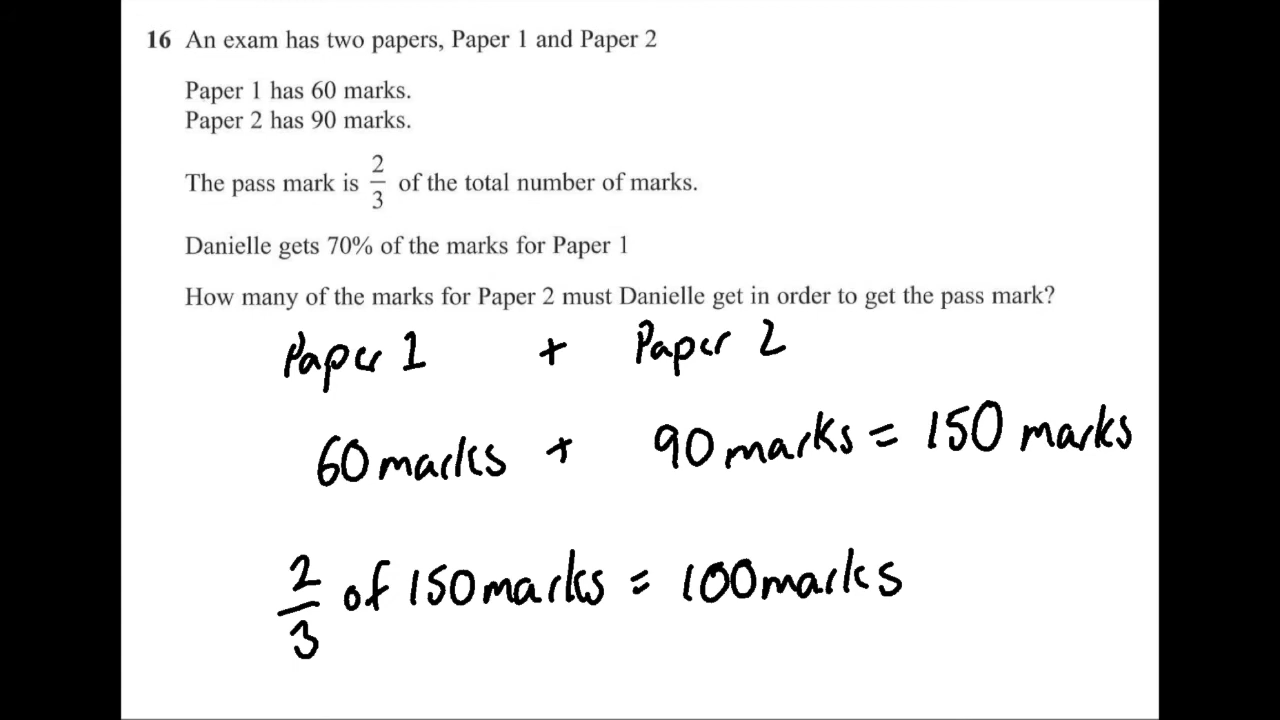 16 An exam has two papers, Paper 1 and Paper 2
Paper 1 has 60 marks.
Paper 2 has 90 marks.
The pass mark is 2/3 of the total number of marks.
Danielle gets 70% of the marks for Paper 1
How many of the marks for Paper 2 must Danielle get in order to get the pass mark?
Paper 1 + Paper 2
60 marks + 90 marks = 150 marks
2/3 of 150 marks = 100 marks